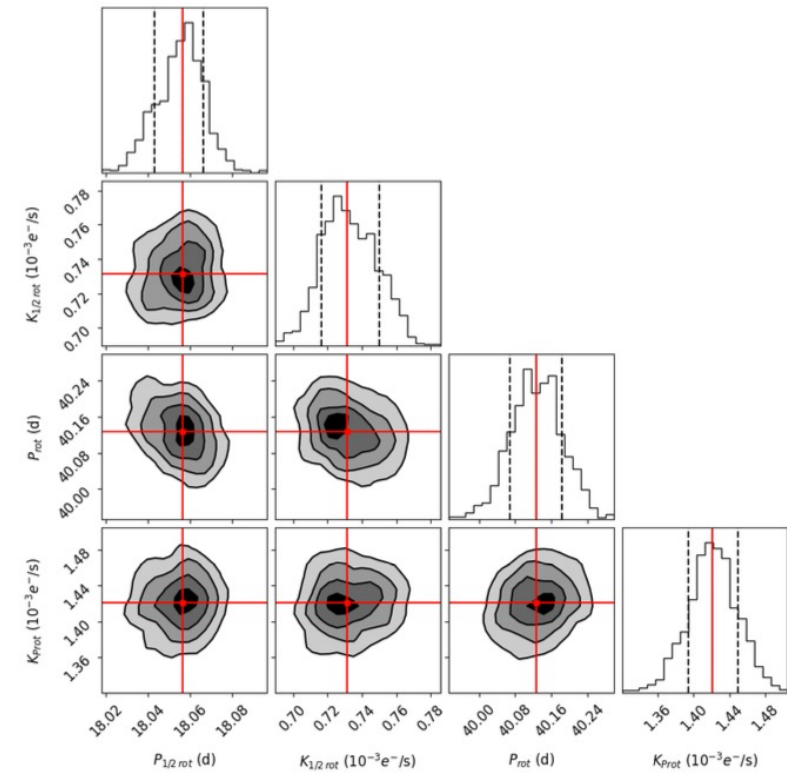 0.78
0.76
0.74
0.72
0.70
K1/2 rot (10⁻³e⁻/s)
40.24
40.16
40.08
40.00
Prot (d)
1.48
1.44
1.40
1.36
KProt (10⁻³e⁻/s)
18.02 18.04 18.06 18.08
0.70 0.72 0.74 0.76 0.78
40.00 40.08 40.16 40.24
1.36 1.40 1.44 1.48
P1/2 rot (d) K1/2 rot (10⁻³e⁻/s) Prot (d) KProt (10⁻³e⁻/s)